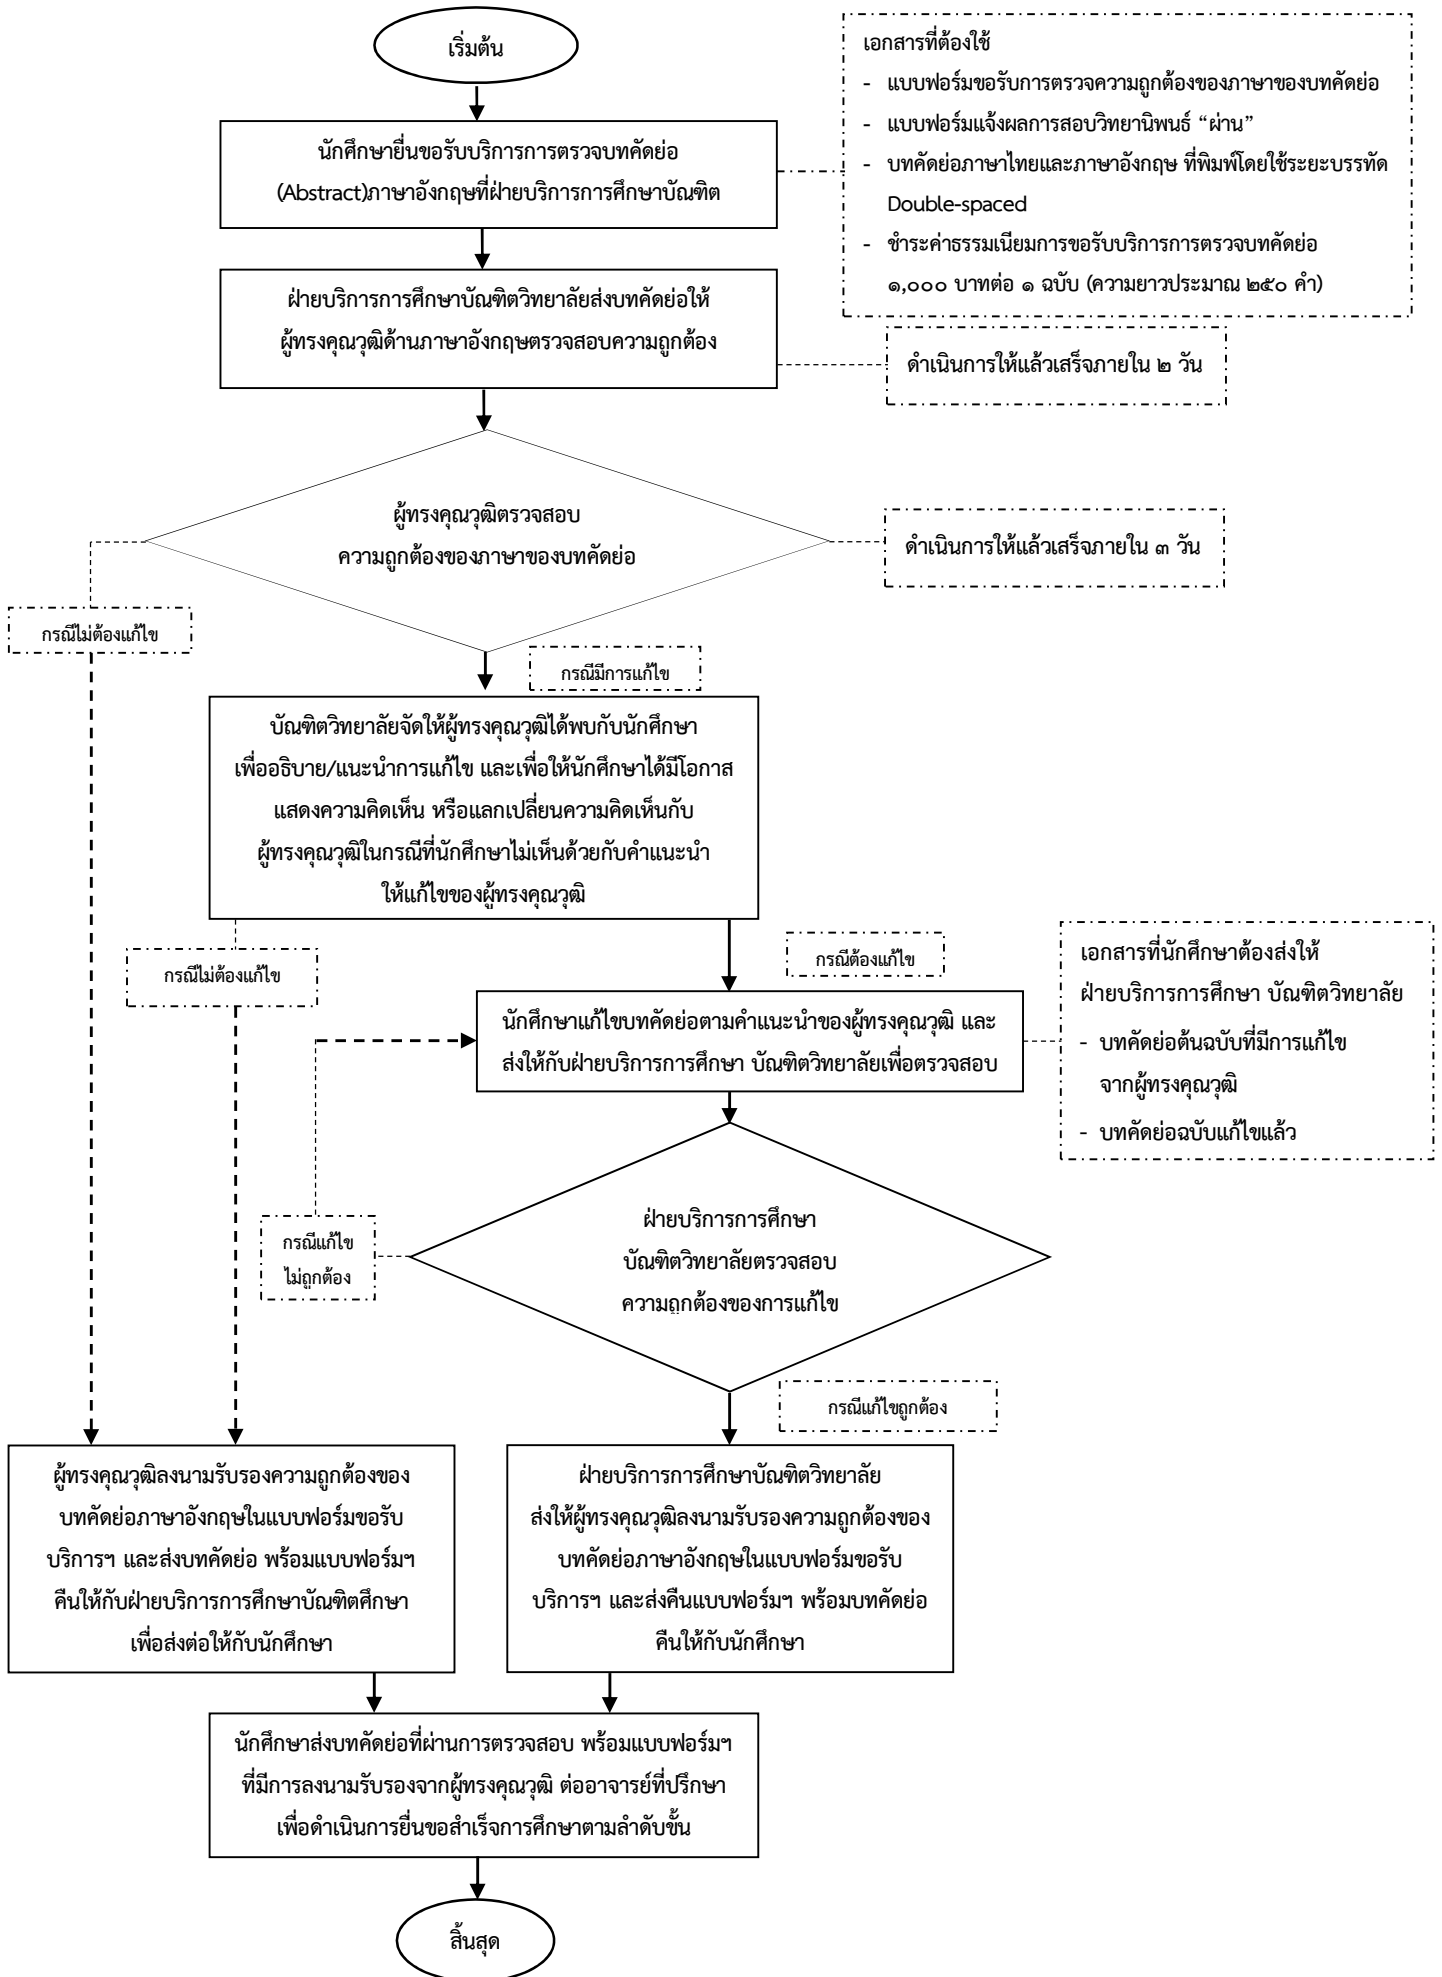 เริ่มต้น
เอกสารที่ต้องใช้
- แบบฟอร์มขอรับการตรวจความถูกต้องของภาษาของบทคัดย่อ
- แบบฟอร์มแจ้งผลการสอบวิทยานิพนธ์ “ผ่าน”
- บทคัดย่อภาษาไทยและภาษาอังกฤษ ที่พิมพ์โดยใช้ระยะบรรทัด
Double-spaced
- ชำระค่าธรรมเนียมการขอรับบริการการตรวจบทคัดย่อ
๑,๐๐๐ บาทต่อ ๑ ฉบับ (ความยาวประมาณ ๒๕๐ คำ)
นักศึกษายื่นขอรับบริการการตรวจบทคัดย่อ
(Abstract)ภาษาอังกฤษที่ฝ่ายบริการการศึกษาบัณฑิต
ฝ่ายบริการการศึกษาบัณฑิตวิทยาลัยส่งบทคัดย่อให้
ผู้ทรงคุณวุฒิด้านภาษาอังกฤษตรวจสอบความถูกต้อง
ดำเนินการให้แล้วเสร็จภายใน ๒ วัน
ผู้ทรงคุณวุฒิตรวจสอบ
ความถูกต้องของภาษาของบทคัดย่อ
ดำเนินการให้แล้วเสร็จภายใน ๓ วัน
กรณีไม่ต้องแก้ไข
กรณีมีการแก้ไข
บัณฑิตวิทยาลัยจัดให้ผู้ทรงคุณวุฒิได้พบกับนักศึกษา
เพื่ออธิบาย/แนะนำการแก้ไข และเพื่อให้นักศึกษาได้มีโอกาส
แสดงความคิดเห็น หรือแลกเปลี่ยนความคิดเห็นกับ
ผู้ทรงคุณวุฒิในกรณีที่นักศึกษาไม่เห็นด้วยกับคำแนะนำ
ให้แก้ไขของผู้ทรงคุณวุฒิ
กรณีไม่ต้องแก้ไข
กรณีต้องแก้ไข
เอกสารที่นักศึกษาต้องส่งให้
ฝ่ายบริการการศึกษา บัณฑิตวิทยาลัย
- บทคัดย่อต้นฉบับที่มีการแก้ไข
จากผู้ทรงคุณวุฒิ
- บทคัดย่อฉบับแก้ไขแล้ว
นักศึกษาแก้ไขบทคัดย่อตามคำแนะนำของผู้ทรงคุณวุฒิ และ
ส่งให้กับฝ่ายบริการการศึกษา บัณฑิตวิทยาลัยเพื่อตรวจสอบ
ฝ่ายบริการการศึกษา
บัณฑิตวิทยาลัยตรวจสอบ
ความถูกต้องของการแก้ไข
กรณีแก้ไข
ไม่ถูกต้อง
กรณีแก้ไขถูกต้อง
ผู้ทรงคุณวุฒิลงนามรับรองความถูกต้องของ
บทคัดย่อภาษาอังกฤษในแบบฟอร์มขอรับ
บริการฯ และส่งบทคัดย่อ พร้อมแบบฟอร์มฯ
คืนให้กับฝ่ายบริการการศึกษาบัณฑิตศึกษา
เพื่อส่งต่อให้กับนักศึกษา
ฝ่ายบริการการศึกษาบัณฑิตวิทยาลัย
ส่งให้ผู้ทรงคุณวุฒิลงนามรับรองความถูกต้องของ
บทคัดย่อภาษาอังกฤษในแบบฟอร์มขอรับ
บริการฯ และส่งคืนแบบฟอร์มฯ พร้อมบทคัดย่อ
คืนให้กับนักศึกษา
นักศึกษาส่งบทคัดย่อที่ผ่านการตรวจสอบ พร้อมแบบฟอร์มฯ
ที่มีการลงนามรับรองจากผู้ทรงคุณวุฒิ ต่ออาจารย์ที่ปรึกษา
เพื่อดำเนินการยื่นขอสำเร็จการศึกษาตามลำดับขั้น
สิ้นสุด